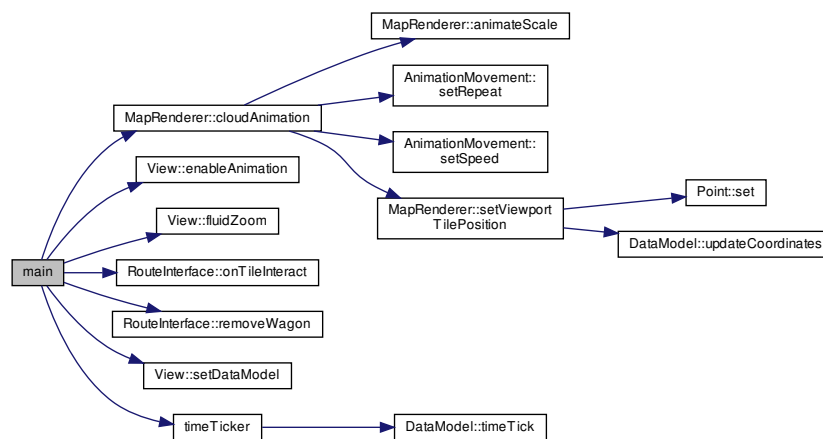 MapRenderer::animateScale
AnimationMovement::
setRepeat
MapRenderer::cloudAnimation
AnimationMovement::
setSpeed
View::enableAnimation
MapRenderer::setViewport
TilePosition
Point::set
View::fluidZoom
DataModel::updateCoordinates
main
RouteInterface::onTileInteract
RouteInterface::removeWagon
View::setDataModel
timeTicker
DataModel::timeTick